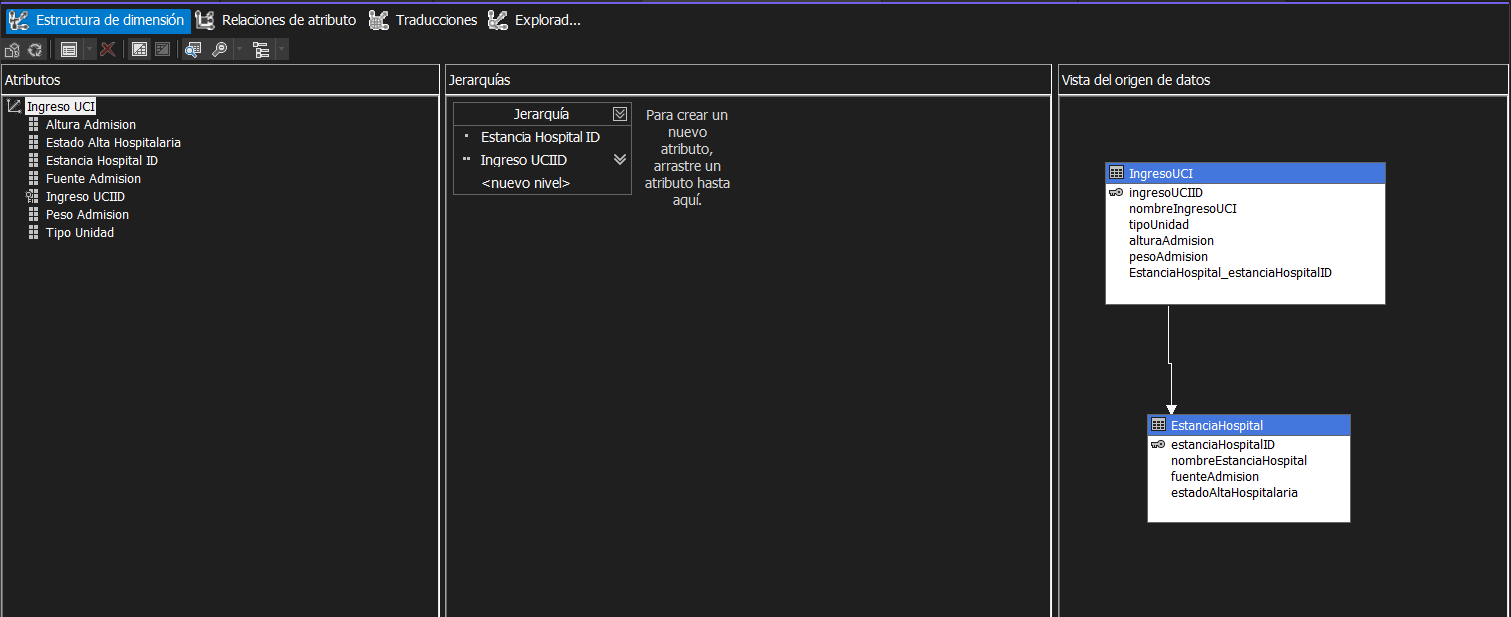 Estructura de dimensión Relaciones de atributo Traducciones Explorad...
Atributos
Ingreso UCI
Altura Admision
Estado Alta Hospitalaria
Estancia Hospital ID
Fuente Admision
Ingreso UCIID
Peso Admision
Tipo Unidad
Jerarquías
Jerarquía
Estancia Hospital ID
Ingreso UCIID
<nuevo nivel>
Para crear un
nuevo
atributo,
arrastre un
atributo hasta
aquí.
Vista del origen de datos
IngresoUCI
ingresoUCIID
nombreIngresoUCI
tipoUnidad
alturaAdmision
pesoAdmision
EstanciaHospital_estanciaHospitalID
EstanciaHospital
estanciaHospitalID
nombreEstanciaHospital
fuenteAdmision
estadoAltaHospitalaria